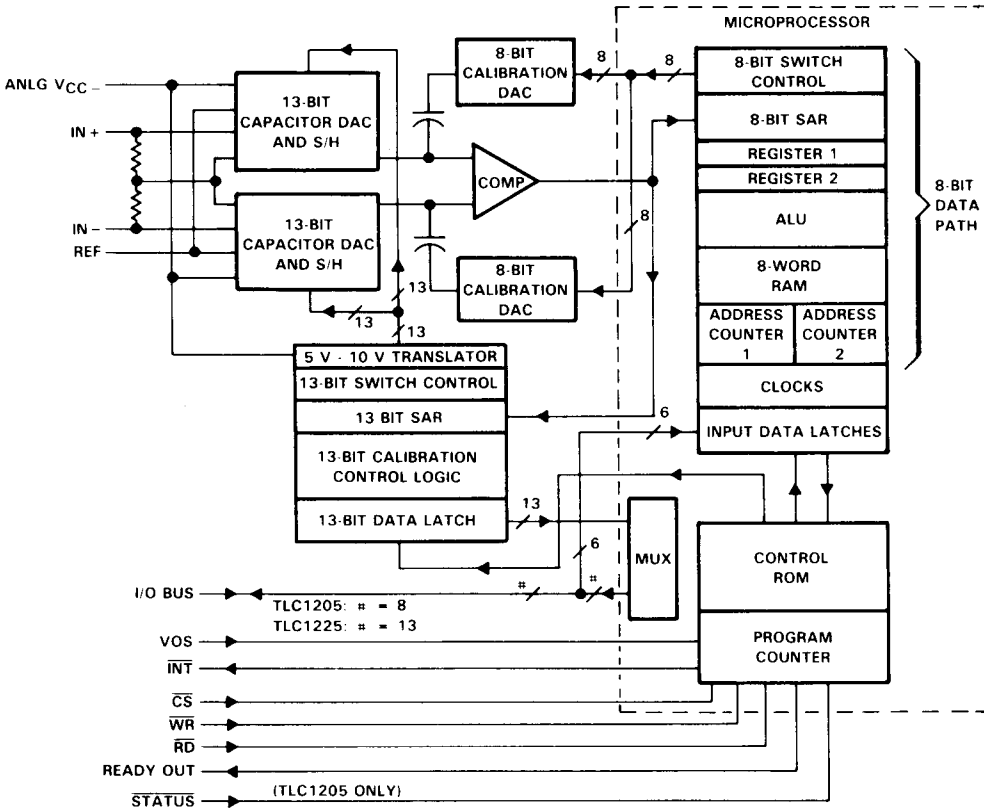 MICROPROCESSOR
8-BIT
CALIBRATION
DAC
8
8
8-BIT SWITCH
CONTROL
ANLG VCC –
13-BIT
CAPACITOR DAC
AND S/H
8-BIT SAR
IN +
REGISTER 1
REGISTER 2
COMP
8-BIT
DATA
PATH
13-BIT
CAPACITOR DAC
AND S/H
8
ALU
IN –
REF
8-BIT
CALIBRATION
DAC
8-WORD
RAM
13
13
13
ADDRESS
COUNTER
1
ADDRESS
COUNTER
2
5 V - 10 V TRANSLATOR
13-BIT SWITCH CONTROL
CLOCKS
13 BIT SAR
6
INPUT DATA LATCHES
13-BIT CALIBRATION
CONTROL LOGIC
13-BIT DATA LATCH
13
6
MUX
CONTROL
ROM
I/O BUS
#
#
TLC1205: # = 8
TLC1225: # = 13
VOS
PROGRAM
COUNTER
INT
CS
WR
RD
READY OUT
STATUS
(TLC1205 ONLY)